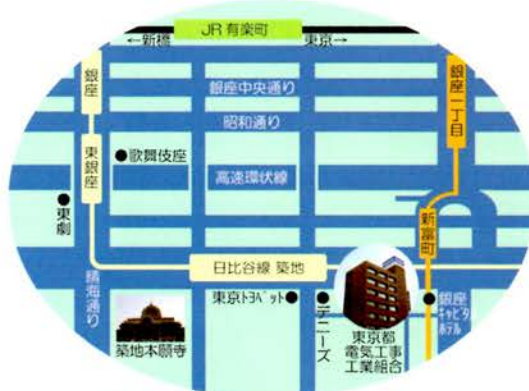 JR 有楽町
←新橋
東京→
銀座
銀座中央通り
昭和通り
銀座一丁目
東銀座
●歌舞伎座
高速環状線
●東劇
新富町
日比谷線 築地
晴海通り
築地本願寺
東京トヨペット●
●デニーズ
東京都
電気工事
工業組合
●銀座
キャピタ
ホテル